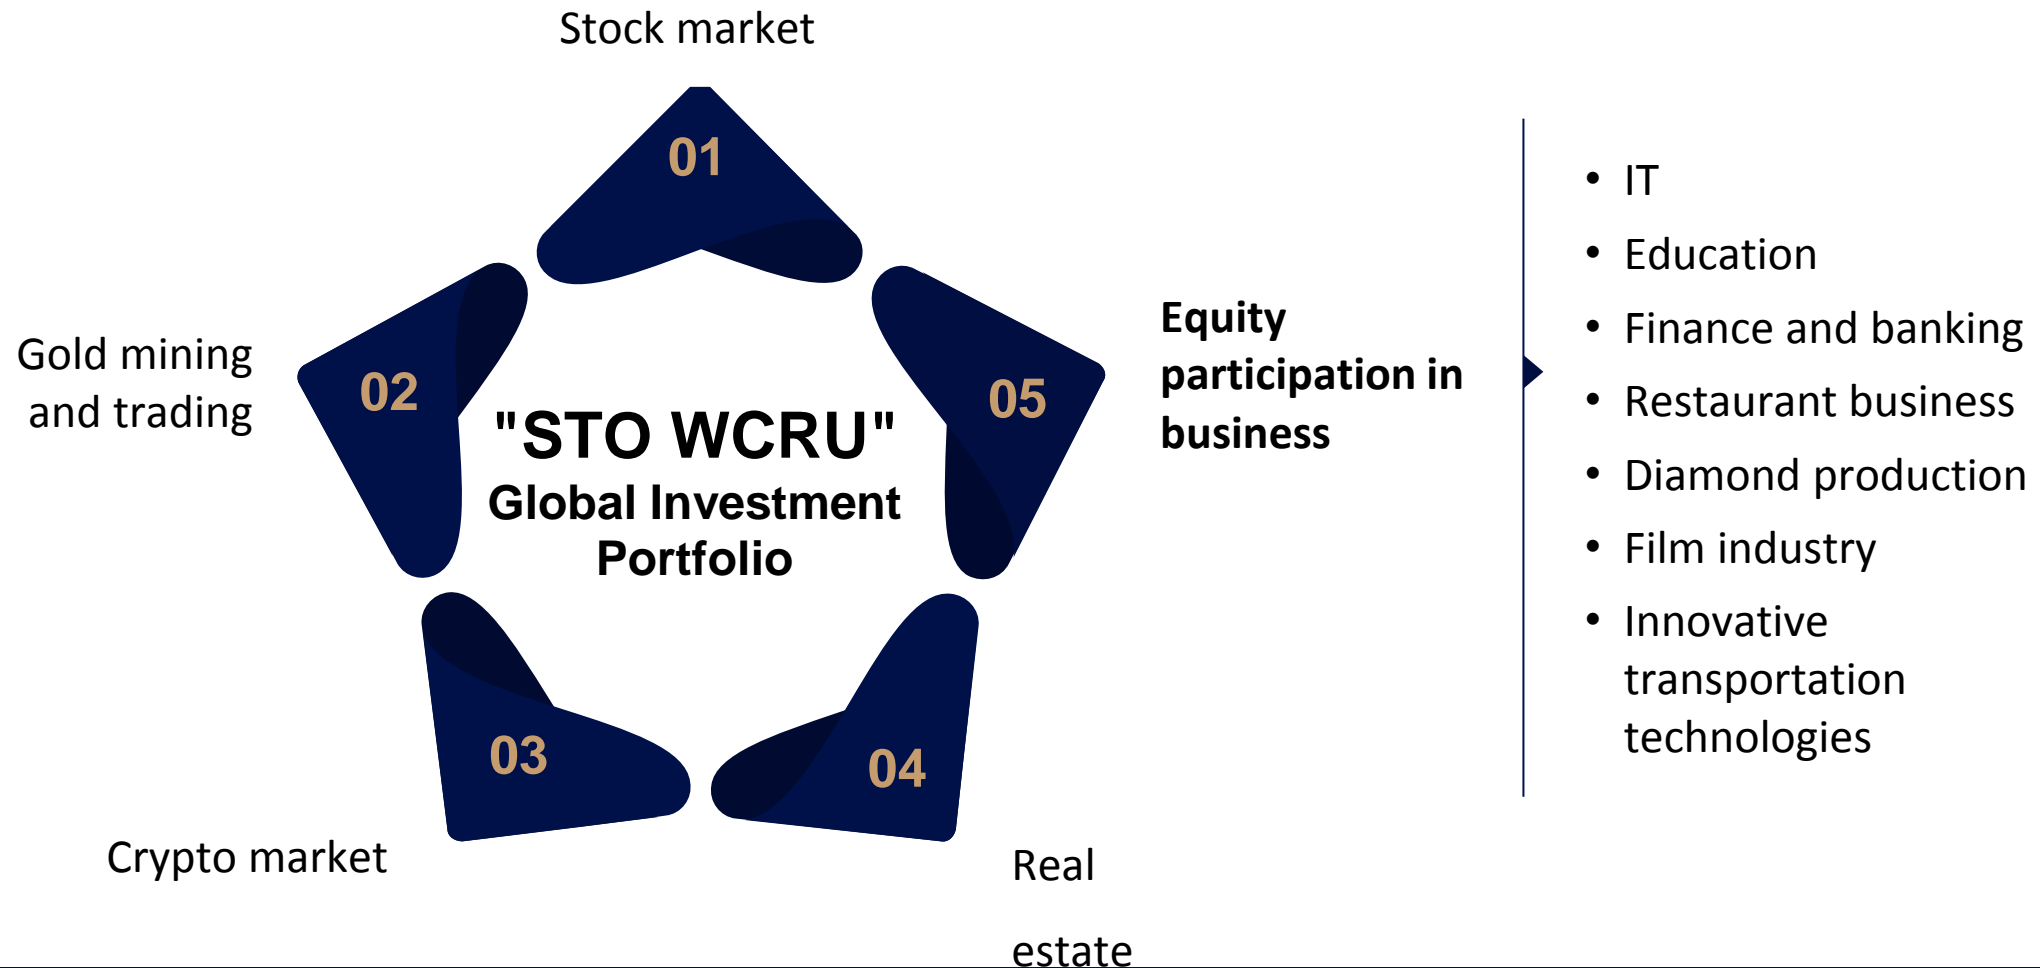 Stock market
01
Gold mining
and trading
02
"STO WCRU"
Global Investment
Portfolio
05
Equity
participation in
business
03
04
Crypto market
Real
estate
• IT
• Education
• Finance and banking
• Restaurant business
• Diamond production
• Film industry
• Innovative
transportation
technologies